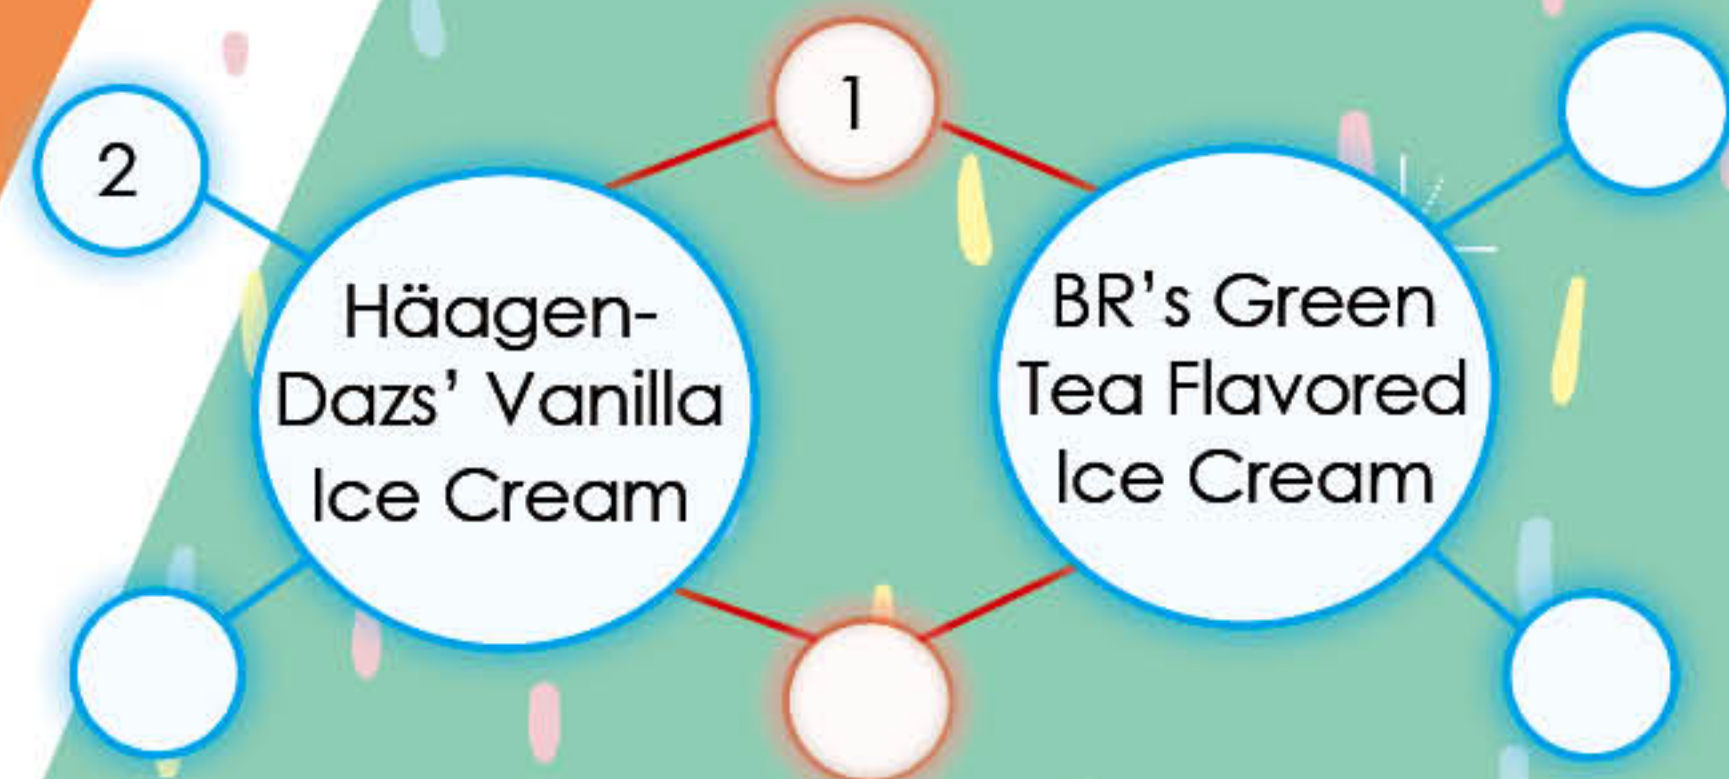 1
2
Häagen-
Dazs’ Vanilla
Ice Cream
BR’s Green
Tea Flavored
Ice Cream